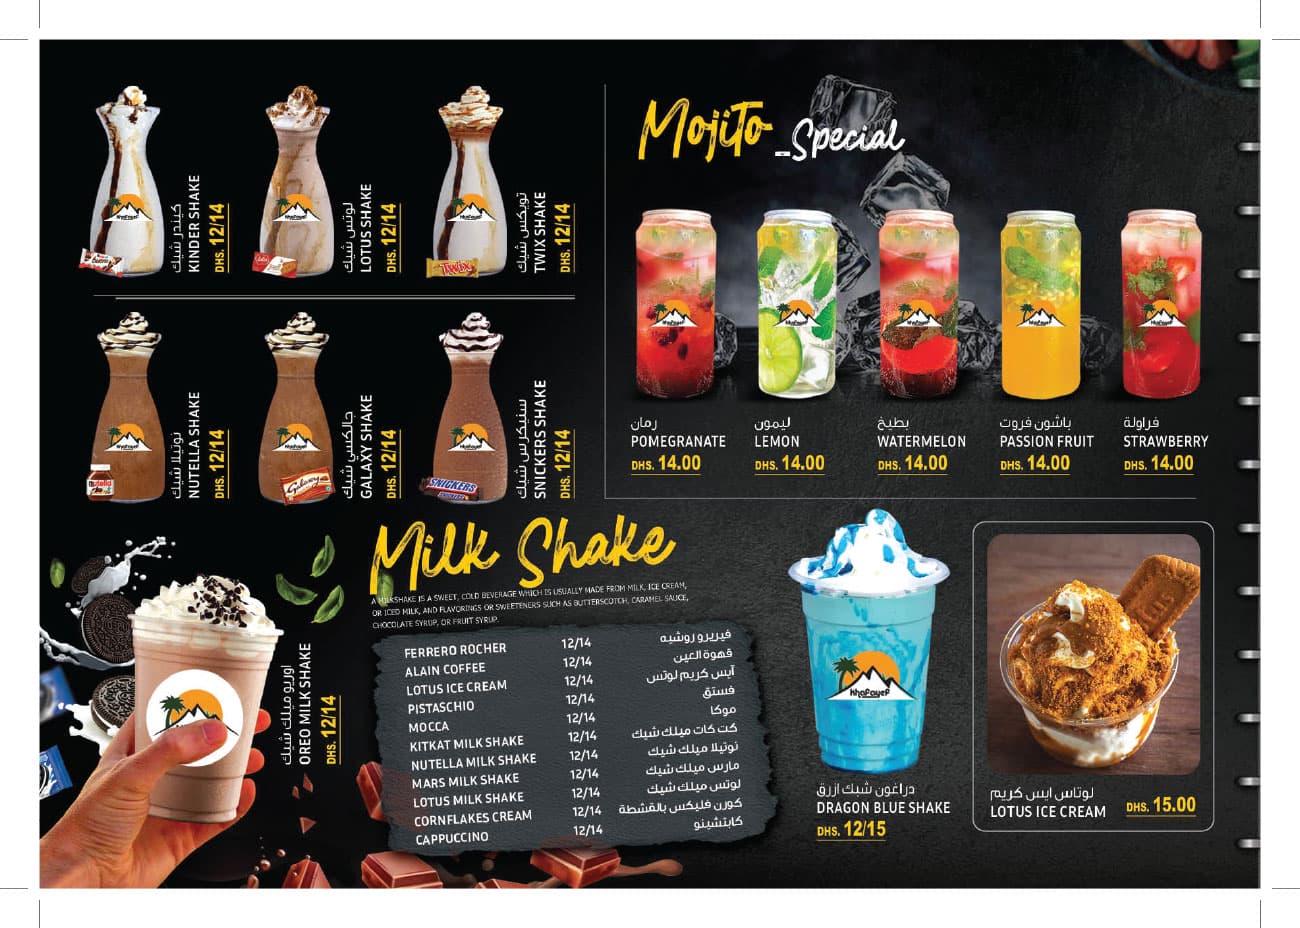 كيندر شيك
KINDER SHAKE
DHS. 12/14
لوتس شيك
LOTUS SHAKE
DHS. 12/14
تويكس شيك
TWIX SHAKE
DHS. 12/14
نوتيلا شيك
NUTELLA SHAKE
DHS. 12/14
جالكسي شيك
GALAXY SHAKE
DHS. 12/14
سنيكرس شيك
SNICKERS SHAKE
DHS. 12/14
nutella
Galaxy
SNICKERS
TWIX
Mojito
_Special
رمان
POMEGRANATE
DHS. 14.00
ليمون
LEMON
DHS. 14.00
بطيخ
WATERMELON
DHS. 14.00
باشون فروت
PASSION FRUIT
DHS. 14.00
فراولة
STRAWBERRY
DHS. 14.00
Milk Shake
A MILKSHAKE IS A SWEET, COLD BEVERAGE WHICH IS USUALLY MADE FROM MILK, ICE CREAM,
OR ICED MILK, AND FLAVORINGS OR SWEETENERS SUCH AS BUTTERSCOTCH, CARAMEL SAUCE,
CHOCOLATE SYRUP, OR FRUIT SYRUP.
FERRERO ROCHER 12/14 فيريرو روشيه
ALAIN COFFEE 12/14 قهوة العين
LOTUS ICE CREAM 12/14 آيس كريم لوتس
PISTASCHIO 12/14 فستق
MOCCA 12/14 موكا
KITKAT MILK SHAKE 12/14 كت كات ميلك شيك
NUTELLA MILK SHAKE 12/14 نوتيلا ميلك شيك
MARS MILK SHAKE 12/14 مارس ميلك شيك
LOTUS MILK SHAKE 12/14 لوتس ميلك شيك
CORNFLAKES CREAM 12/14 كورن فليكس بالقشطة
CAPPUCCINO 12/14 كابتشينو
اوريو ميلك شيك
OREO MILK SHAKE
DHS. 12/14
KhaFayeF
دراغون شيك ازرق
DRAGON BLUE SHAKE
DHS. 12/15
لوتاس ايس كريم
LOTUS ICE CREAM
DHS. 15.00